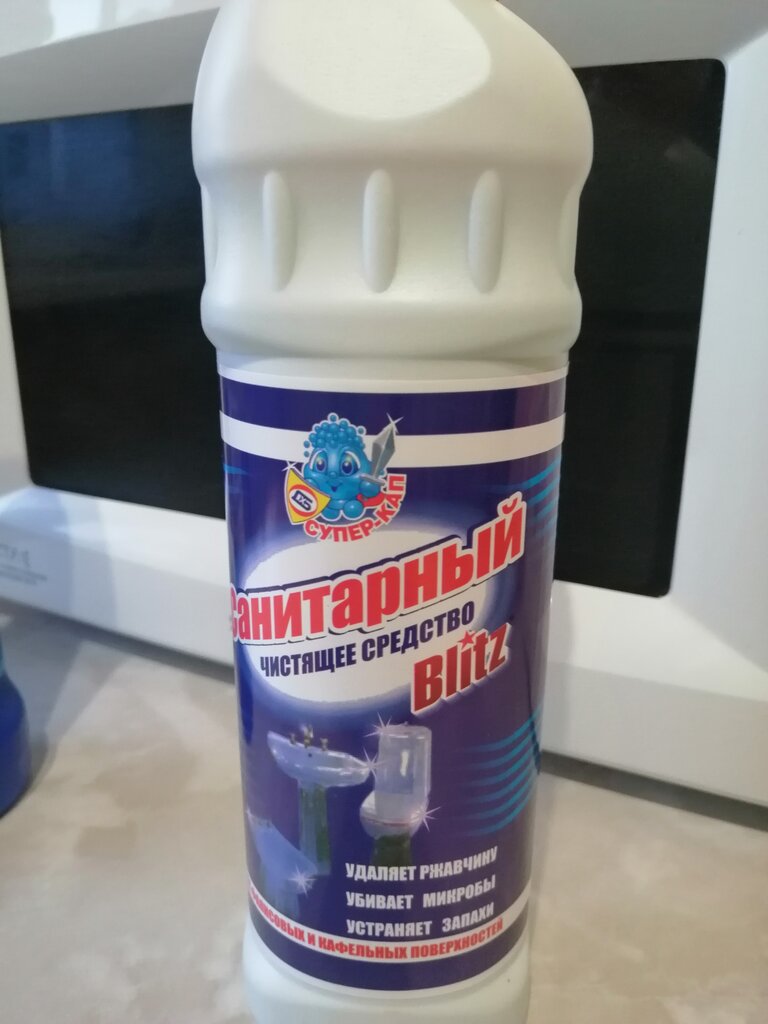 СУПЕР-КАП
Санитарный
ЧИСТЯЩЕЕ СРЕДСТВО
Blitz
УДАЛЯЕТ РЖАВЧИНУ
УБИВАЕТ МИКРОБЫ
УСТРАНЯЕТ ЗАПАХИ
И КАФЕЛЬНЫХ ПОВЕРХНОСТЕЙ